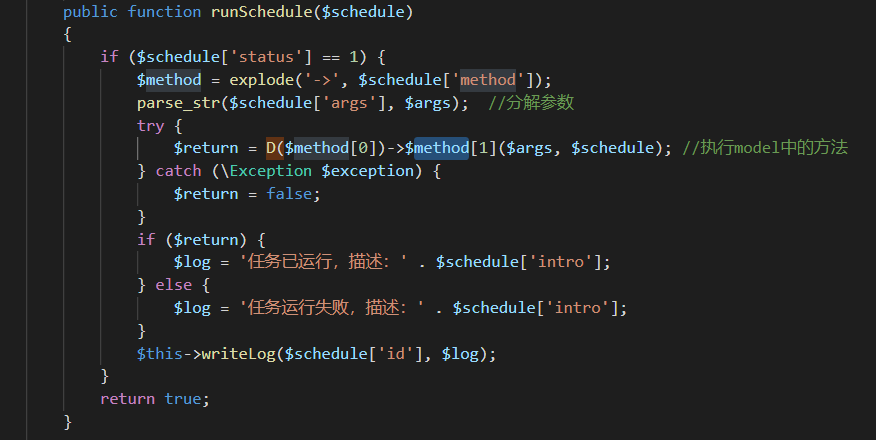 public function runSchedule($schedule)
{
if ($schedule['status'] == 1) {
$method = explode('->', $schedule['method']);
parse_str($schedule['args'], $args);  //分解参数
try {
$return = D($method[0])->$method[1]($args, $schedule); //执行model中的方法
} catch (\Exception $exception) {
$return = false;
}
if ($return) {
$log = '任务已运行，描述：' . $schedule['intro'];
} else {
$log = '任务运行失败，描述：' . $schedule['intro'];
}
$this->writeLog($schedule['id'], $log);
}
return true;
}